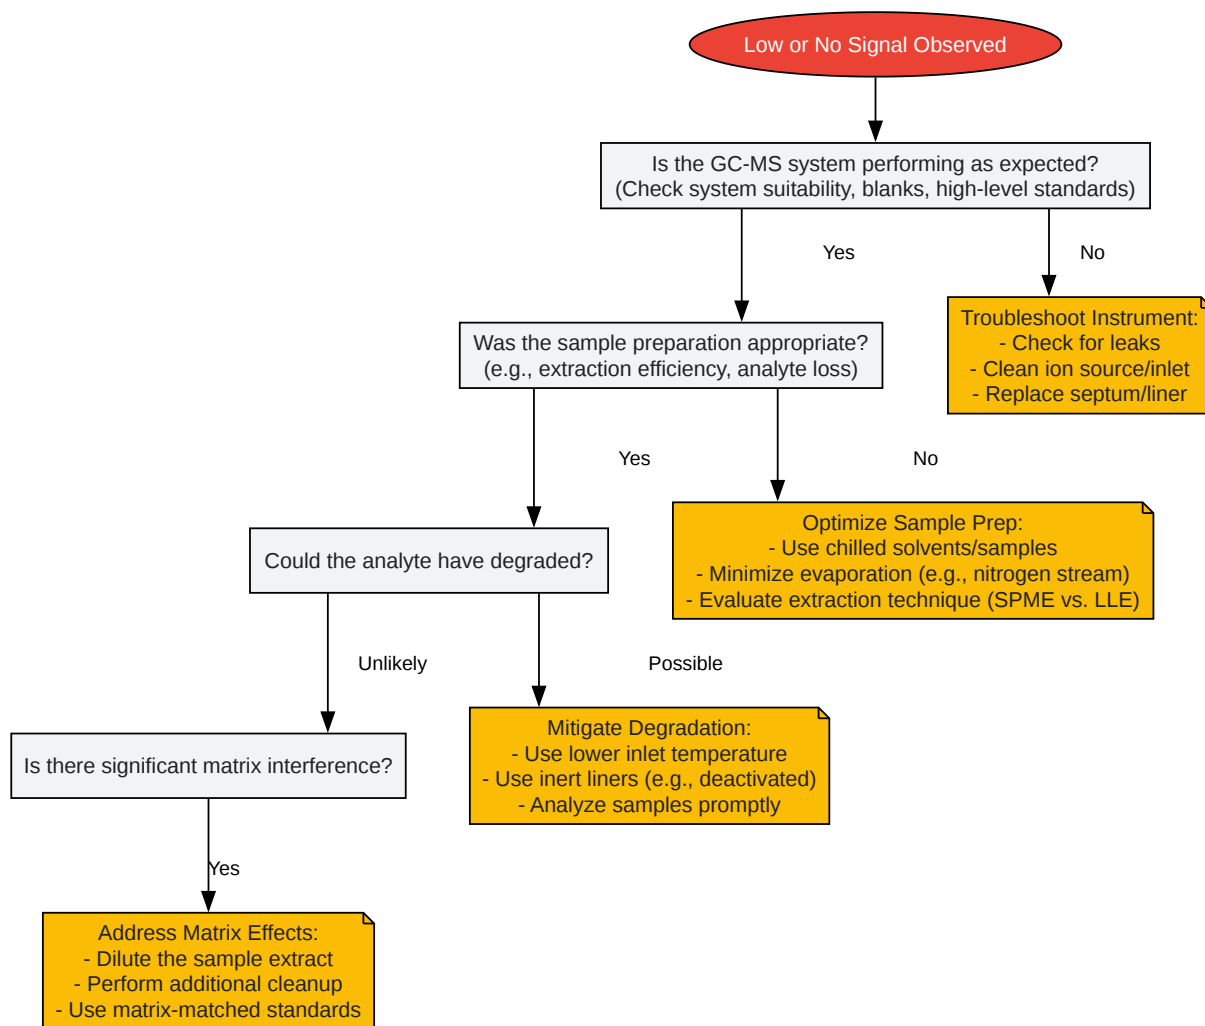 Low or No Signal Observed
Is the GC-MS system performing as expected?
(Check system suitability, blanks, high-level standards)
Yes
No
Troubleshoot Instrument:
- Check for leaks
- Clean ion source/inlet
- Replace septum/liner
Was the sample preparation appropriate?
(e.g., extraction efficiency, analyte loss)
Yes
No
Optimize Sample Prep:
- Use chilled solvents/samples
- Minimize evaporation (e.g., nitrogen stream)
- Evaluate extraction technique (SPME vs. LLE)
Could the analyte have degraded?
Unlikely
Possible
Mitigate Degradation:
- Use lower inlet temperature
- Use inert liners (e.g., deactivated)
- Analyze samples promptly
Is there significant matrix interference?
Yes
Address Matrix Effects:
- Dilute the sample extract
- Perform additional cleanup
- Use matrix-matched standards